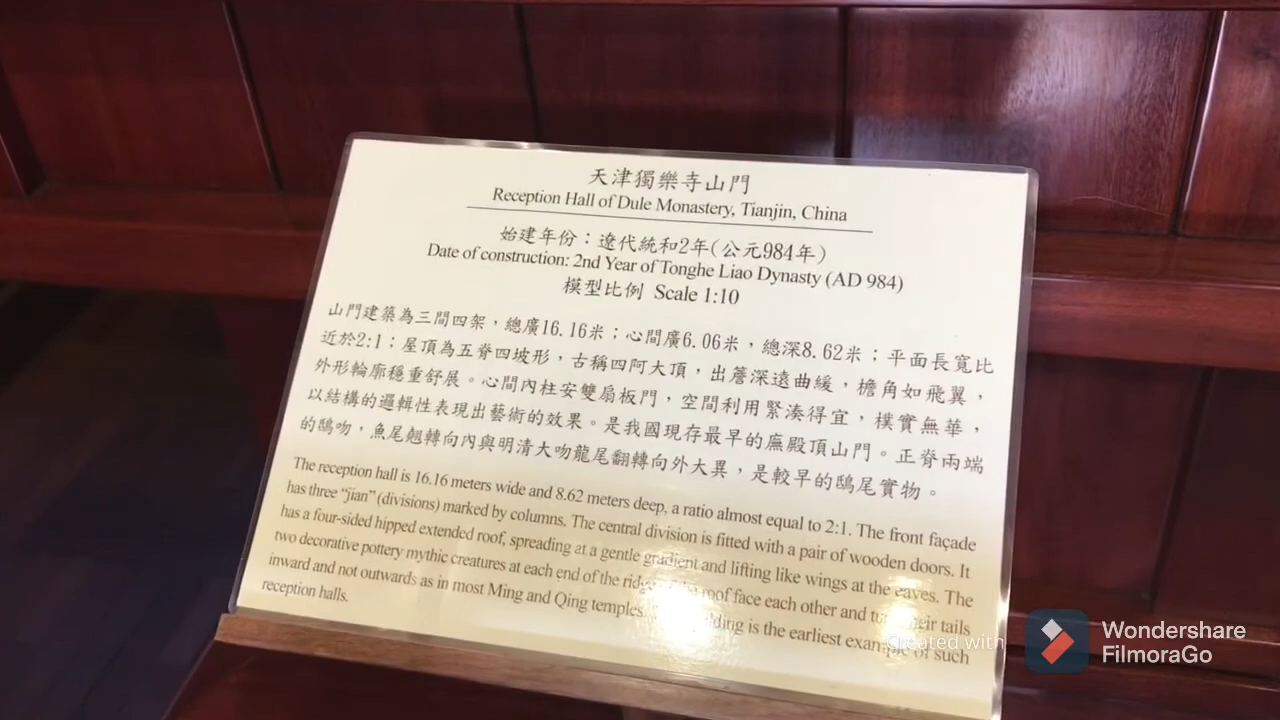 天津獨樂寺山門
Reception Hall of Dule Monastery, Tianjin, China
始建年份：遼代統和2年(公元984年)
Date of construction: 2nd Year of Tonghe Liao Dynasty (AD 984)
模型比例 Scale 1:10
山門建築為三間四架，總廣16.16米；心間廣6.06米，總深8.62米；平面長寬比
近於2:1；屋頂為五脊四坡形，古稱四阿大頂，出簷深遠曲緩，檐角如飛翼，
外形輪廓穩重舒展。心間內柱安雙扇板門，空間利用緊湊得宜，樸實無華，
以結構的邏輯性表現出藝術的效果。是我國現存最早的廡殿頂山門。正脊兩端
的鴟吻，魚尾翹轉向內與明清大吻龍尾翻轉向外大異，是較早的鴟尾實物。
The reception hall is 16.16 meters wide and 8.62 meters deep, a ratio almost equal to 2:1. The front façade
has three “jian” (divisions) marked by columns. The central division is fitted with a pair of wooden doors. It
has a four-sided hipped extended roof, spreading at a gentle gradient and lifting like wings at the eaves. The
two decorative pottery mythic creatures at each end of the roof face each other and their tails
inward and not outwards as in most Ming and Qing temples. is the earliest example of such
reception halls.
Created with
Wondershare
FilmoraGo